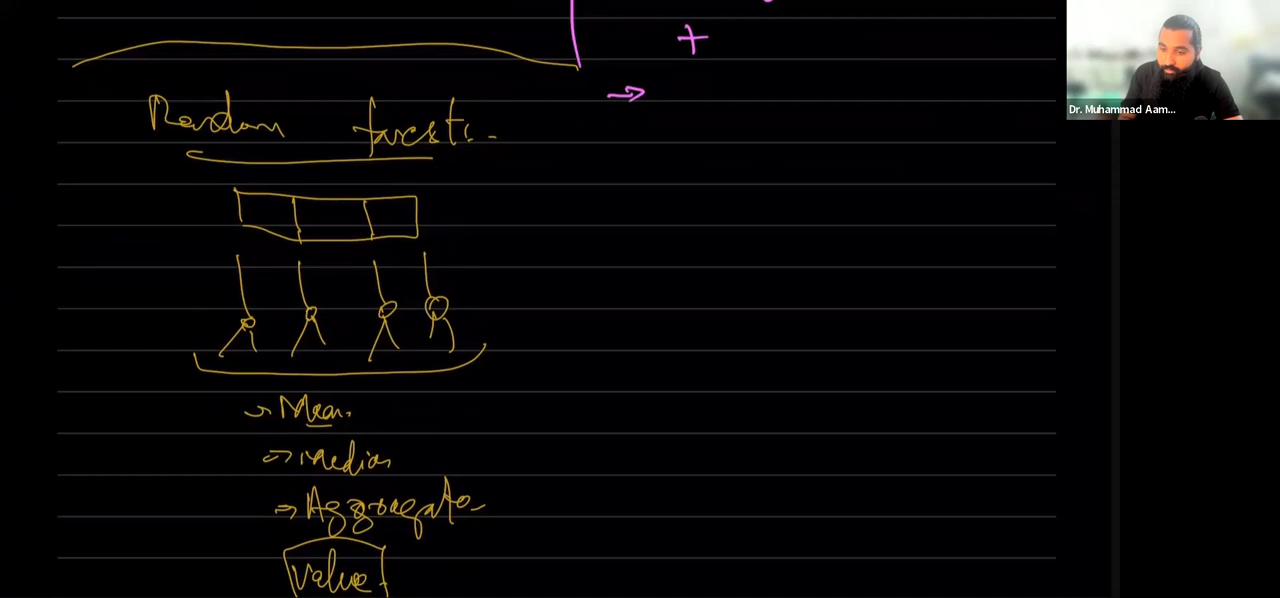 +
→
Dr. Muhammad Aam...
Random forest.
→ Mean.
→ Median
→ Aggregate
Value